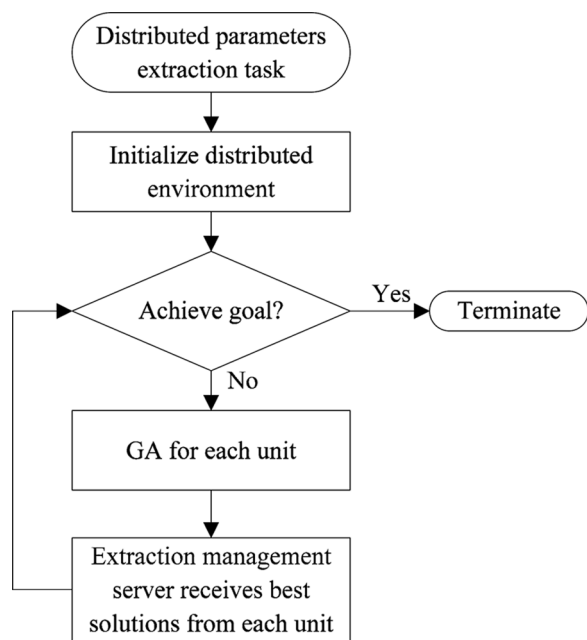 Distributed parameters
extraction task
Initialize distributed
environment
Achieve goal?
Yes
Terminate
No
GA for each unit
Extraction management
server receives best
solutions from each unit